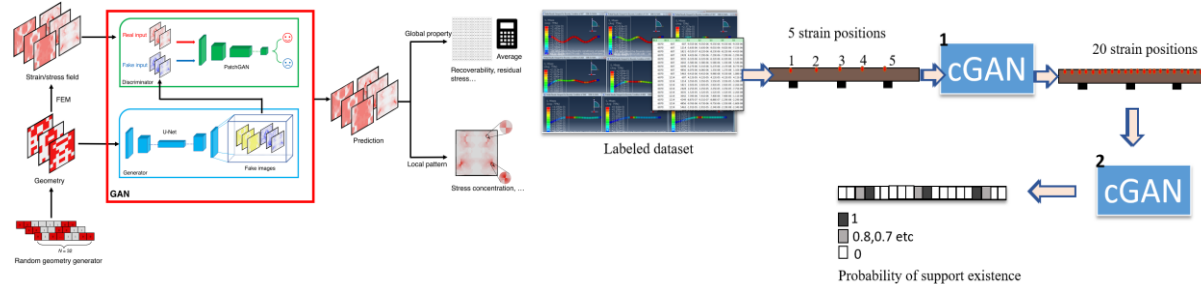 Strain/stress field
FEM
Geometry
N = 50
Random geometry generator
Real input
Fake input
Discriminator
PatchGAN
U-Net
Generator
Fake images
GAN
Prediction
Global property
Average
Recoverability, residual
stress...
Local pattern
Stress concentration, ...
Labeled dataset
5 strain positions
1 2 3 4 5
1
cGAN
20 strain positions
2
cGAN
1
0.8,0.7 etc
0
Probability of support existence